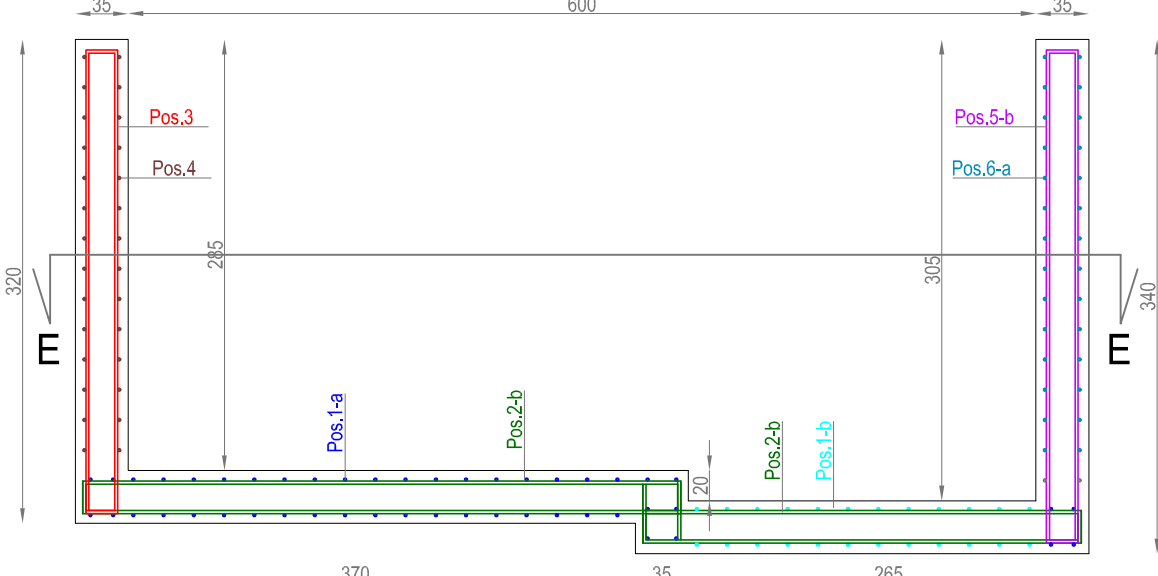 35
600
35
Pos.3
Pos.5-b
Pos.4
Pos.6-a
285
305
320
340
E
E
Pos.1-a
Pos.2-b
Pos.2-b
Pos.1-b
20
370
35
265